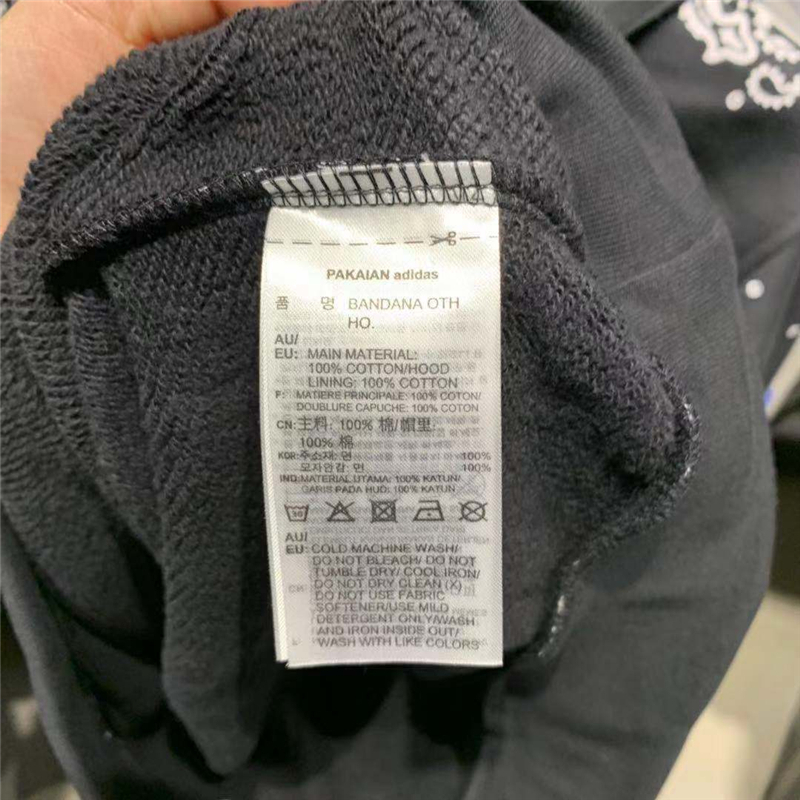 PAKAIAN adidas
품 명 BANDANA OTH
HO.
AU/
EU: MAIN MATERIAL:
100% COTTON/HOOD
LINING: 100% COTTON
F: MATIERE PRINCIPALE: 100% COTON/
DOUBLURE CAPUCHE: 100% COTON
CN: 主料: 100% 棉/帽里:
100% 棉
KOR: 주소재: 면 100%
모자안감: 면 100%
IND: MATERIAL UTAMA: 100% KATUN/
GARIS PADA HUD: 100% KATUN
30
AU/
EU: COLD MACHINE WASH/
DO NOT BLEACH/ DO NOT
TUMBLE DRY/ COOL IRON/
DO NOT DRY CLEAN (X)
DO NOT USE FABRIC
SOFTENER/USE MILD
DETERGENT ONLY/WASH
AND IRON INSIDE OUT/
WASH WITH LIKE COLORS